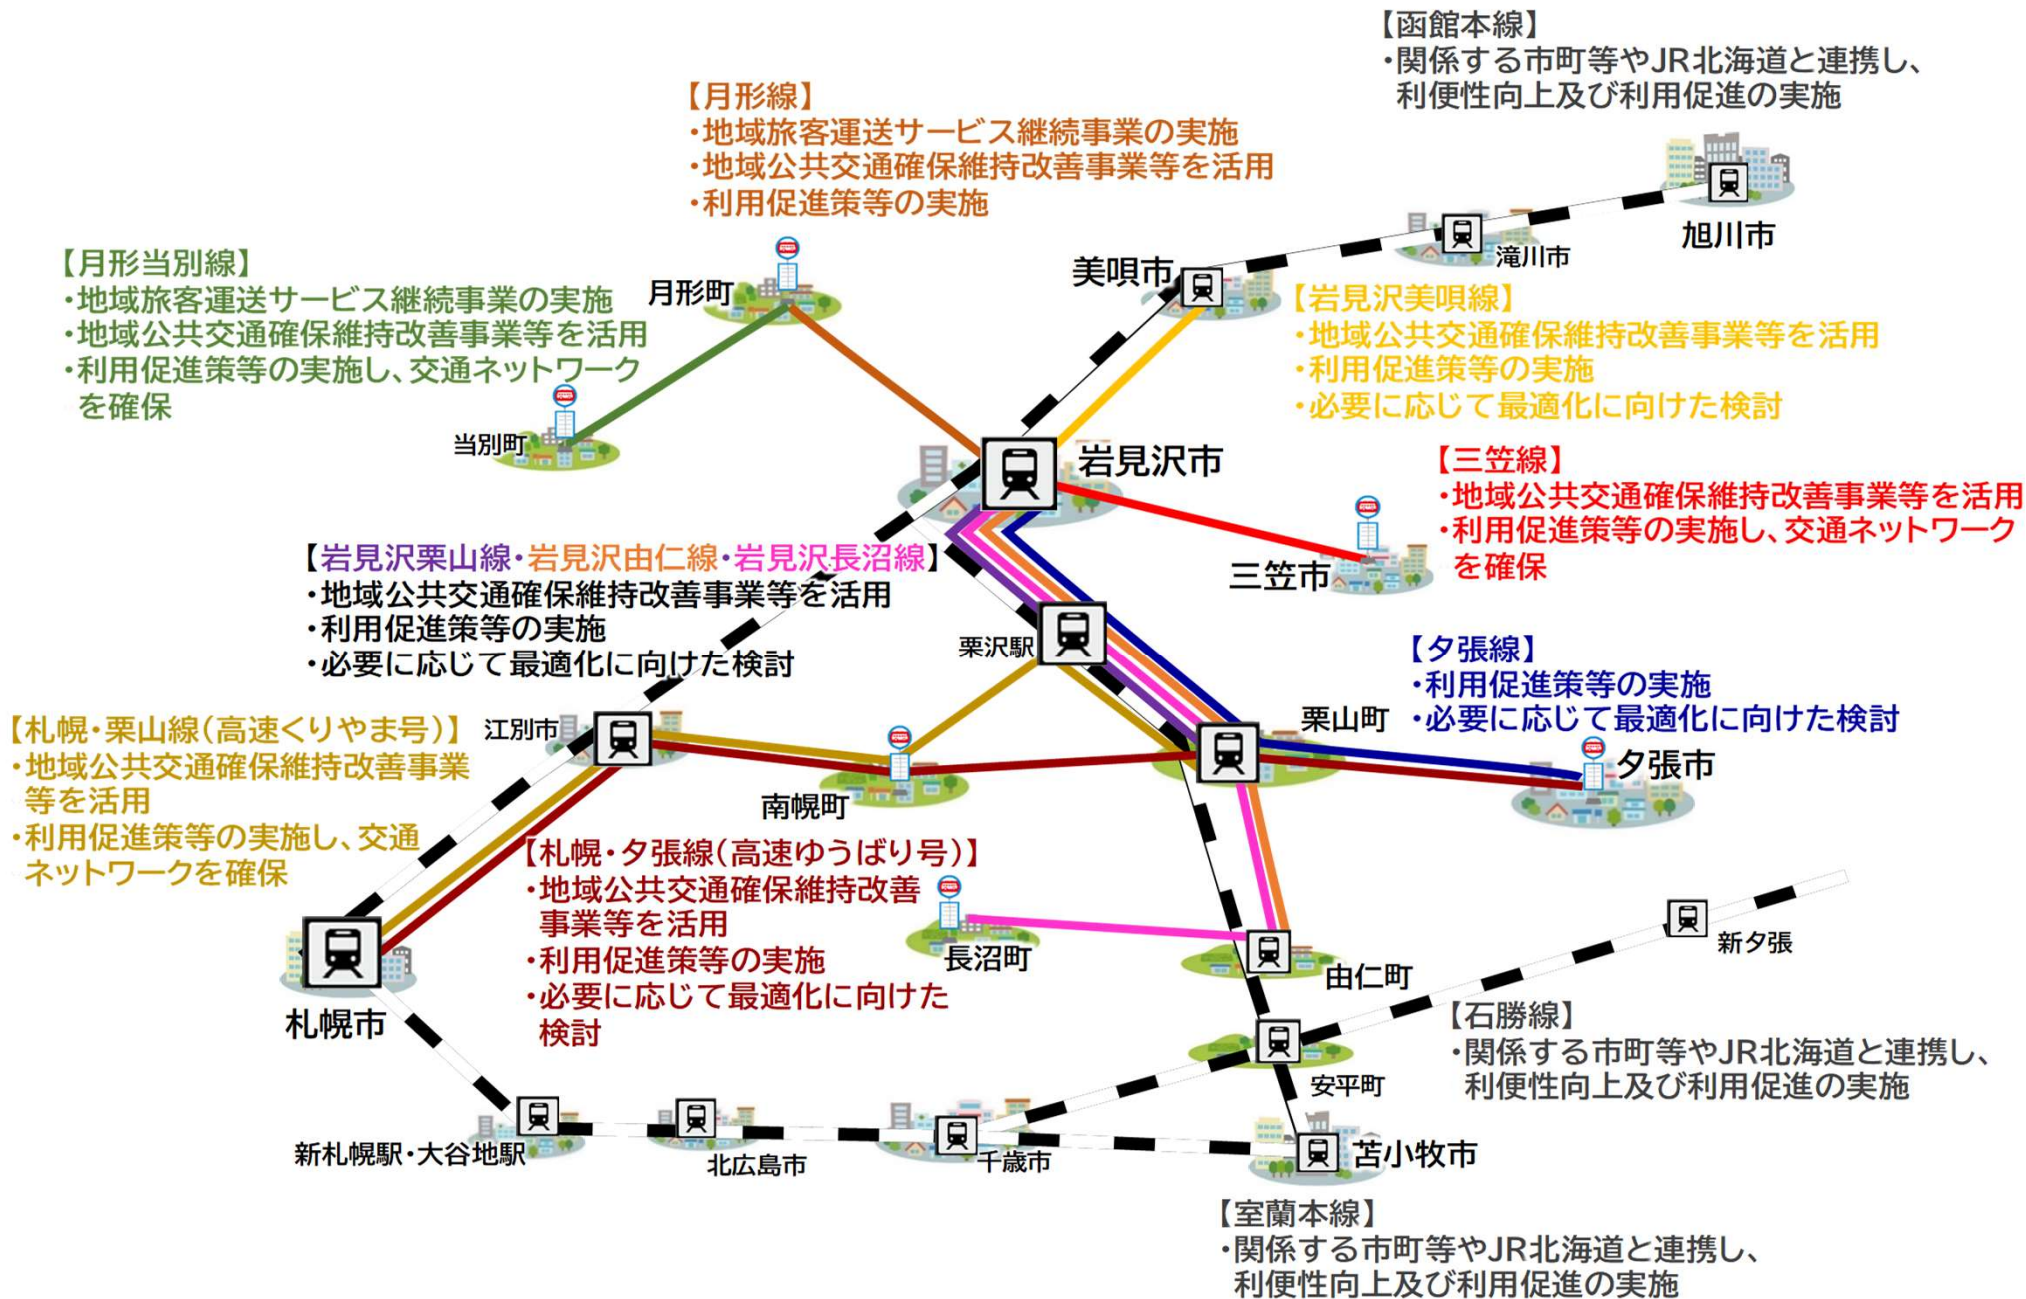 【函館本線】
・関係する市町等やJR北海道と連携し、
利便性向上及び利用促進の実施
【月形線】
・地域旅客運送サービス継続事業の実施
・地域公共交通確保維持改善事業等を活用
・利用促進策等の実施
旭川市
滝川市
【月形当別線】
・地域旅客運送サービス継続事業の実施
・地域公共交通確保維持改善事業等を活用
・利用促進策等の実施し、交通ネットワーク
を確保
月形町
美唄市
【岩見沢美唄線】
・地域公共交通確保維持改善事業等を活用
・利用促進策等の実施
・必要に応じて最適化に向けた検討
当別町
岩見沢市
【三笠線】
・地域公共交通確保維持改善事業等を活用
・利用促進策等の実施し、交通ネットワーク
を確保
三笠市
【岩見沢栗山線・岩見沢由仁線・岩見沢長沼線】
・地域公共交通確保維持改善事業等を活用
・利用促進策等の実施
・必要に応じて最適化に向けた検討
栗沢駅
【夕張線】
・利用促進策等の実施
・必要に応じて最適化に向けた検討
栗山町
夕張市
【札幌・栗山線(高速くりやま号)】
・地域公共交通確保維持改善事業
等を活用
・利用促進策等の実施し、交通
ネットワークを確保
江別市
南幌町
【札幌・夕張線(高速ゆうばり号)】
・地域公共交通確保維持改善
事業等を活用
・利用促進策等の実施
・必要に応じて最適化に向けた
検討
長沼町
由仁町
新夕張
札幌市
【石勝線】
・関係する市町等やJR北海道と連携し、
利便性向上及び利用促進の実施
安平町
新札幌駅・大谷地駅
北広島市
千歳市
苫小牧市
【室蘭本線】
・関係する市町等やJR北海道と連携し、
利便性向上及び利用促進の実施